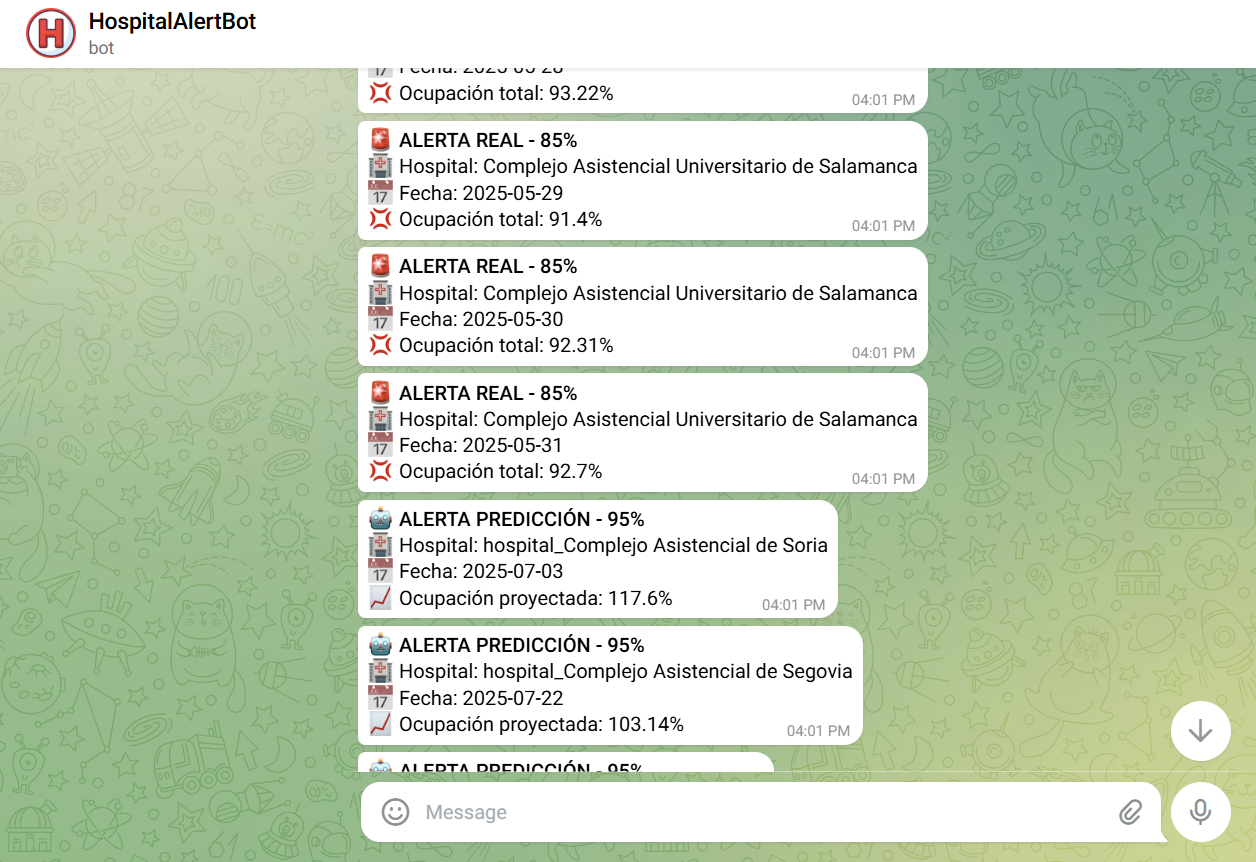 HospitalAlertBot
bot
Fecha: 2025-05-28
Ocupación total: 93.22%
04:01 PM
ALERTA REAL - 85%
Hospital: Complejo Asistencial Universitario de Salamanca
Fecha: 2025-05-29
Ocupación total: 91.4%
04:01 PM
ALERTA REAL - 85%
Hospital: Complejo Asistencial Universitario de Salamanca
Fecha: 2025-05-30
Ocupación total: 92.31%
04:01 PM
ALERTA REAL - 85%
Hospital: Complejo Asistencial Universitario de Salamanca
Fecha: 2025-05-31
Ocupación total: 92.7%
04:01 PM
ALERTA PREDICCIÓN - 95%
Hospital: hospital_Complejo Asistencial de Soria
Fecha: 2025-07-03
Ocupación proyectada: 117.6%
04:01 PM
ALERTA PREDICCIÓN - 95%
Hospital: hospital_Complejo Asistencial de Segovia
Fecha: 2025-07-22
Ocupación proyectada: 103.14%
04:01 PM
ALERTA PREDICCIÓN - 95%
Message